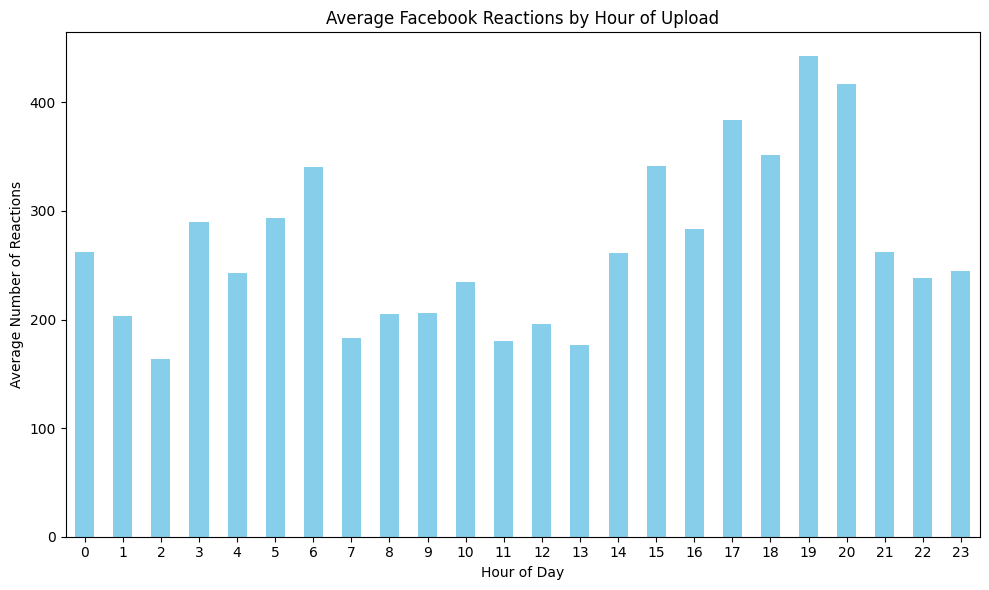 Average Facebook Reactions by Hour of Upload
Average Number of Reactions
400
300
200
100
0
0 1 2 3 4 5 6 7 8 9 10 11 12 13 14 15 16 17 18 19 20 21 22 23
Hour of Day